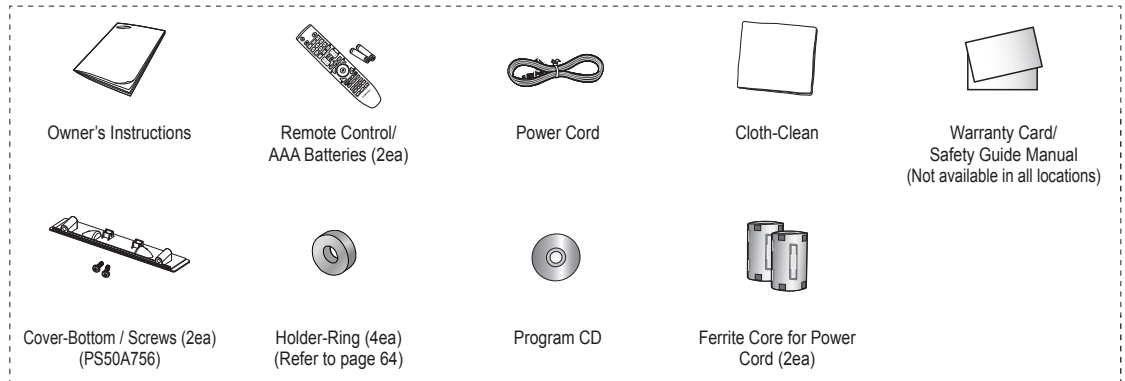 Owner's Instructions
Remote Control/
AAA Batteries (2ea)
Power Cord
Cloth-Clean
Warranty Card/
Safety Guide Manual
(Not available in all locations)
Cover-Bottom / Screws (2ea)
(PS50A756)
Holder-Ring (4ea)
(Refer to page 64)
Program CD
Ferrite Core for Power
Cord (2ea)